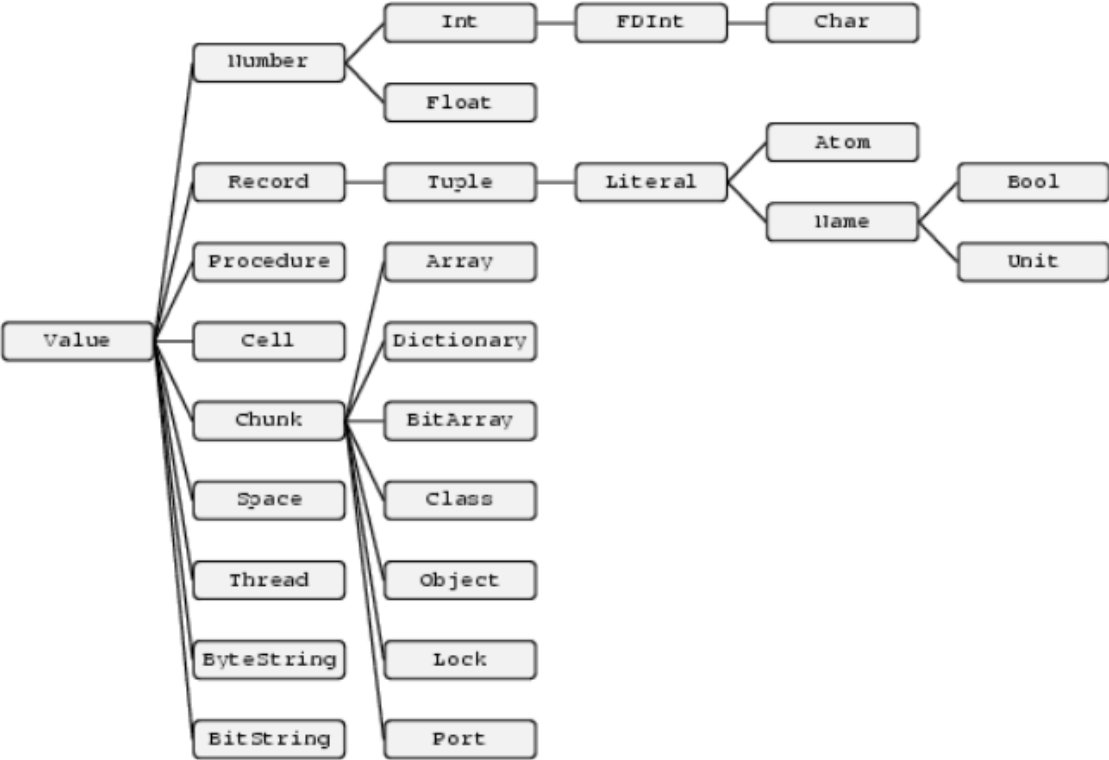 Int
FDInt
Char
Number
Float
Atom
Record
Tuple
Literal
Bool
Name
Procedure
Array
Unit
Value
Cell
Dictionary
Chunk
BitArray
Space
Class
Thread
Object
ByteString
Lock
BitString
Port